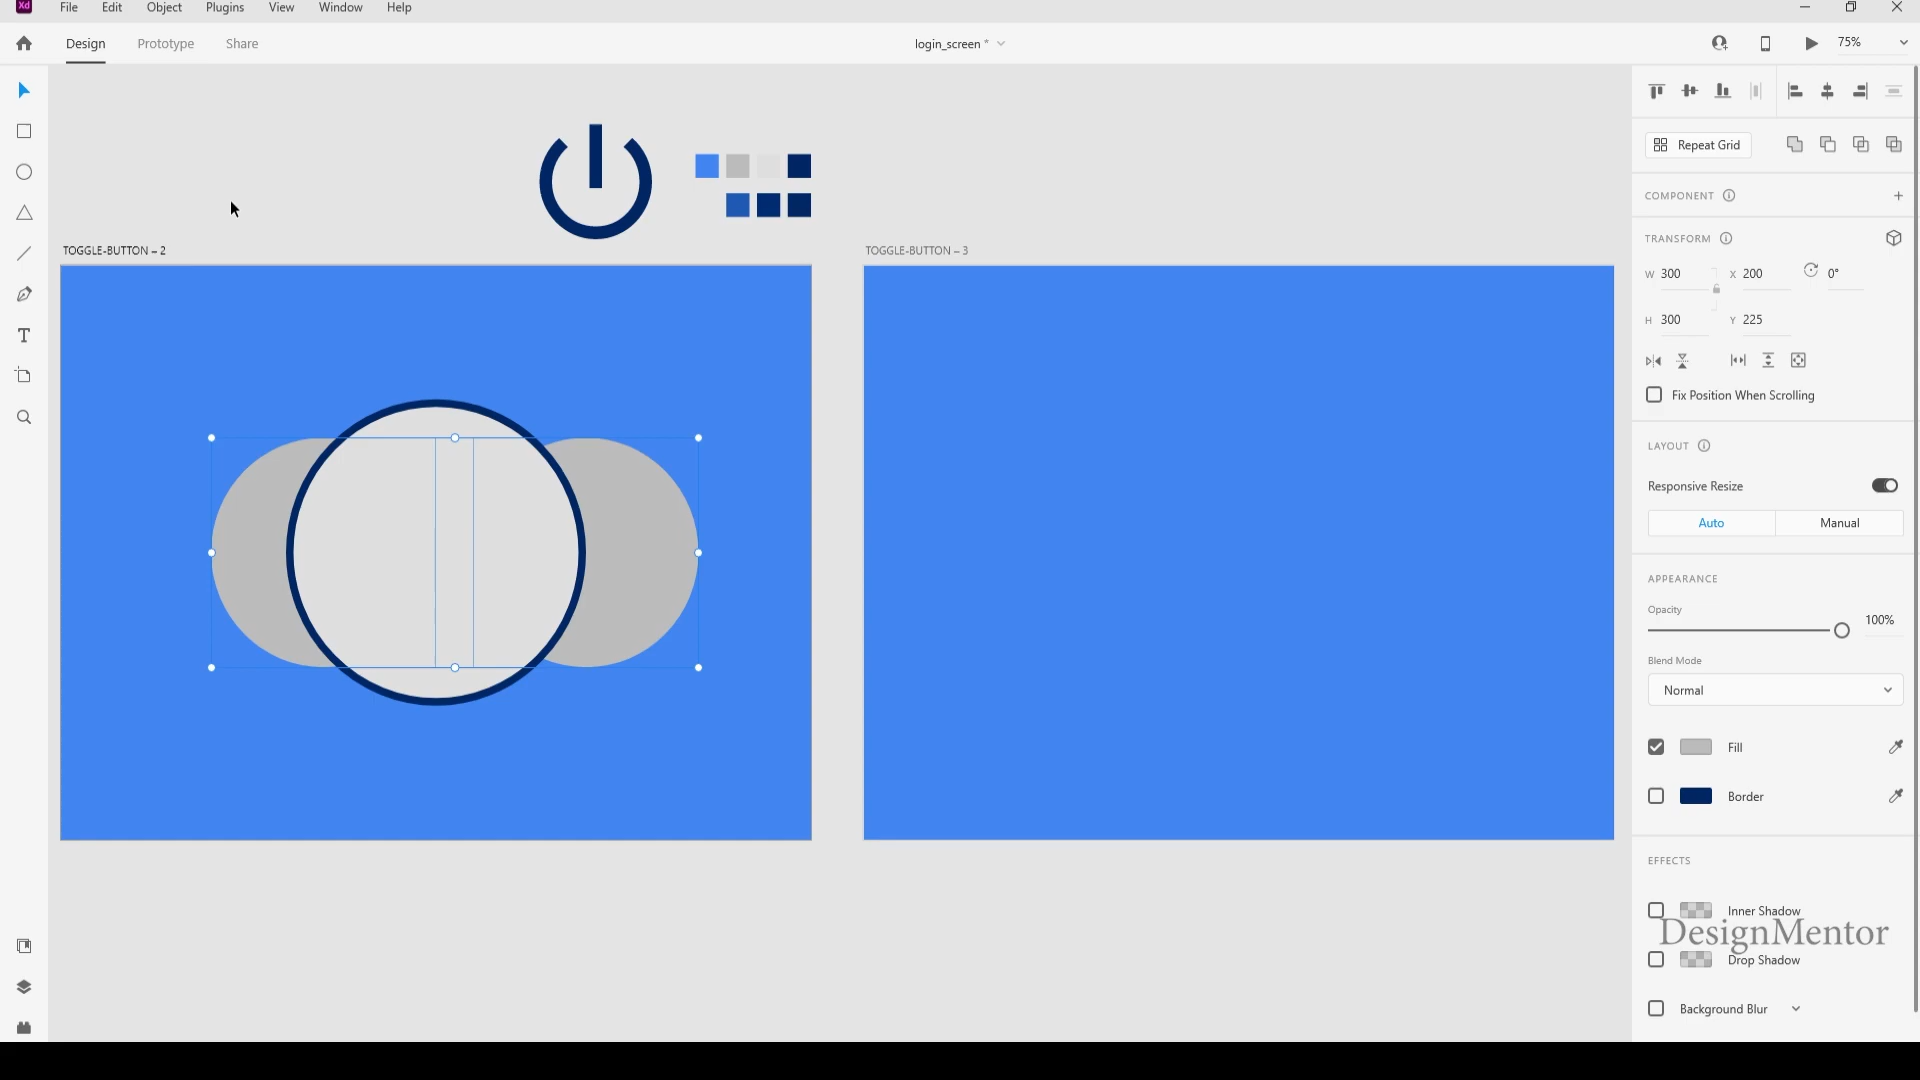 Xd File Edit Object Plugins View Window Help
Design Prototype Share login_screen * 75%
Repeat Grid
COMPONENT
TRANSFORM
TOGGLE-BUTTON – 2 TOGGLE-BUTTON – 3
W 300 X 200 0°
H 300 Y 225
Fix Position When Scrolling
LAYOUT
Responsive Resize
Auto Manual
APPEARANCE
Opacity
100%
Blend Mode
Normal
Fill
Border
EFFECTS
Inner Shadow
DesignMentor
Drop Shadow
Background Blur